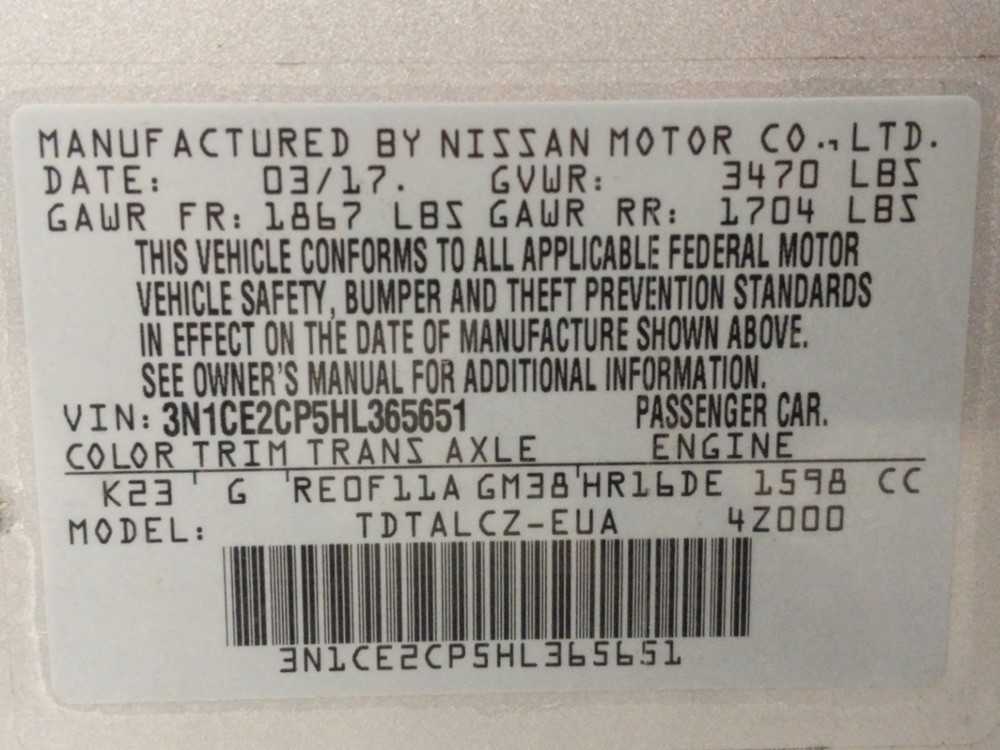 MANUFACTURED BY NISSAN MOTOR CO., LTD.
DATE: 03/17. GVWR: 3470 LBS
GAWR FR: 1867 LBS GAWR RR: 1704 LBS
THIS VEHICLE CONFORMS TO ALL APPLICABLE FEDERAL MOTOR
VEHICLE SAFETY, BUMPER AND THEFT PREVENTION STANDARDS
IN EFFECT ON THE DATE OF MANUFACTURE SHOWN ABOVE.
SEE OWNER'S MANUAL FOR ADDITIONAL INFORMATION.
VIN: 3N1CE2CP5HL365651 PASSENGER CAR.
COLOR TRIM TRANS AXLE ENGINE
K23 ' G 'RE0F11A GM38'HR16DE 1598 CC
MODEL: TDTALCZ-EUA 4Z000
3N1CE2CP5HL365651